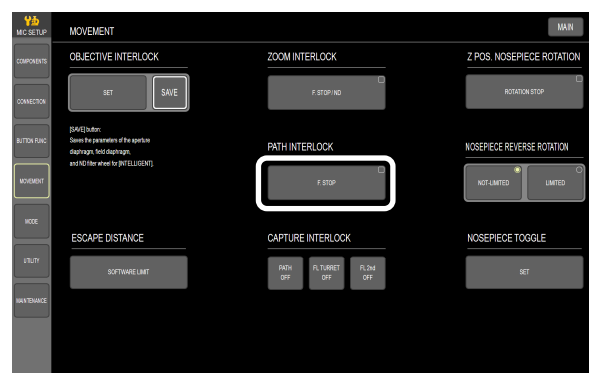 MIC SETUP
MOVEMENT
MAIN
COMPONENTS
CONNECTION
BUTTON FUNC
MOVEMENT
MODE
UTILITY
MAINTENANCE
OBJECTIVE INTERLOCK
SET
SAVE
[SAVE] button:
Saves the parameters of the aperture
diaphragm, field diaphragm,
and ND filter wheel for [INTELLIGENT].
ESCAPE DISTANCE
SOFTWARE LIMIT
ZOOM INTERLOCK
F. STOP/ ND
PATH INTERLOCK
F. STOP
CAPTURE INTERLOCK
PATH
OFF
FL TURRET
OFF
FL 2nd
OFF
Z POS. NOSEPIECE ROTATION
ROTATION STOP
NOSEPIECE REVERSE ROTATION
NOT-LIMITED
LIMITED
NOSEPIECE TOGGLE
SET